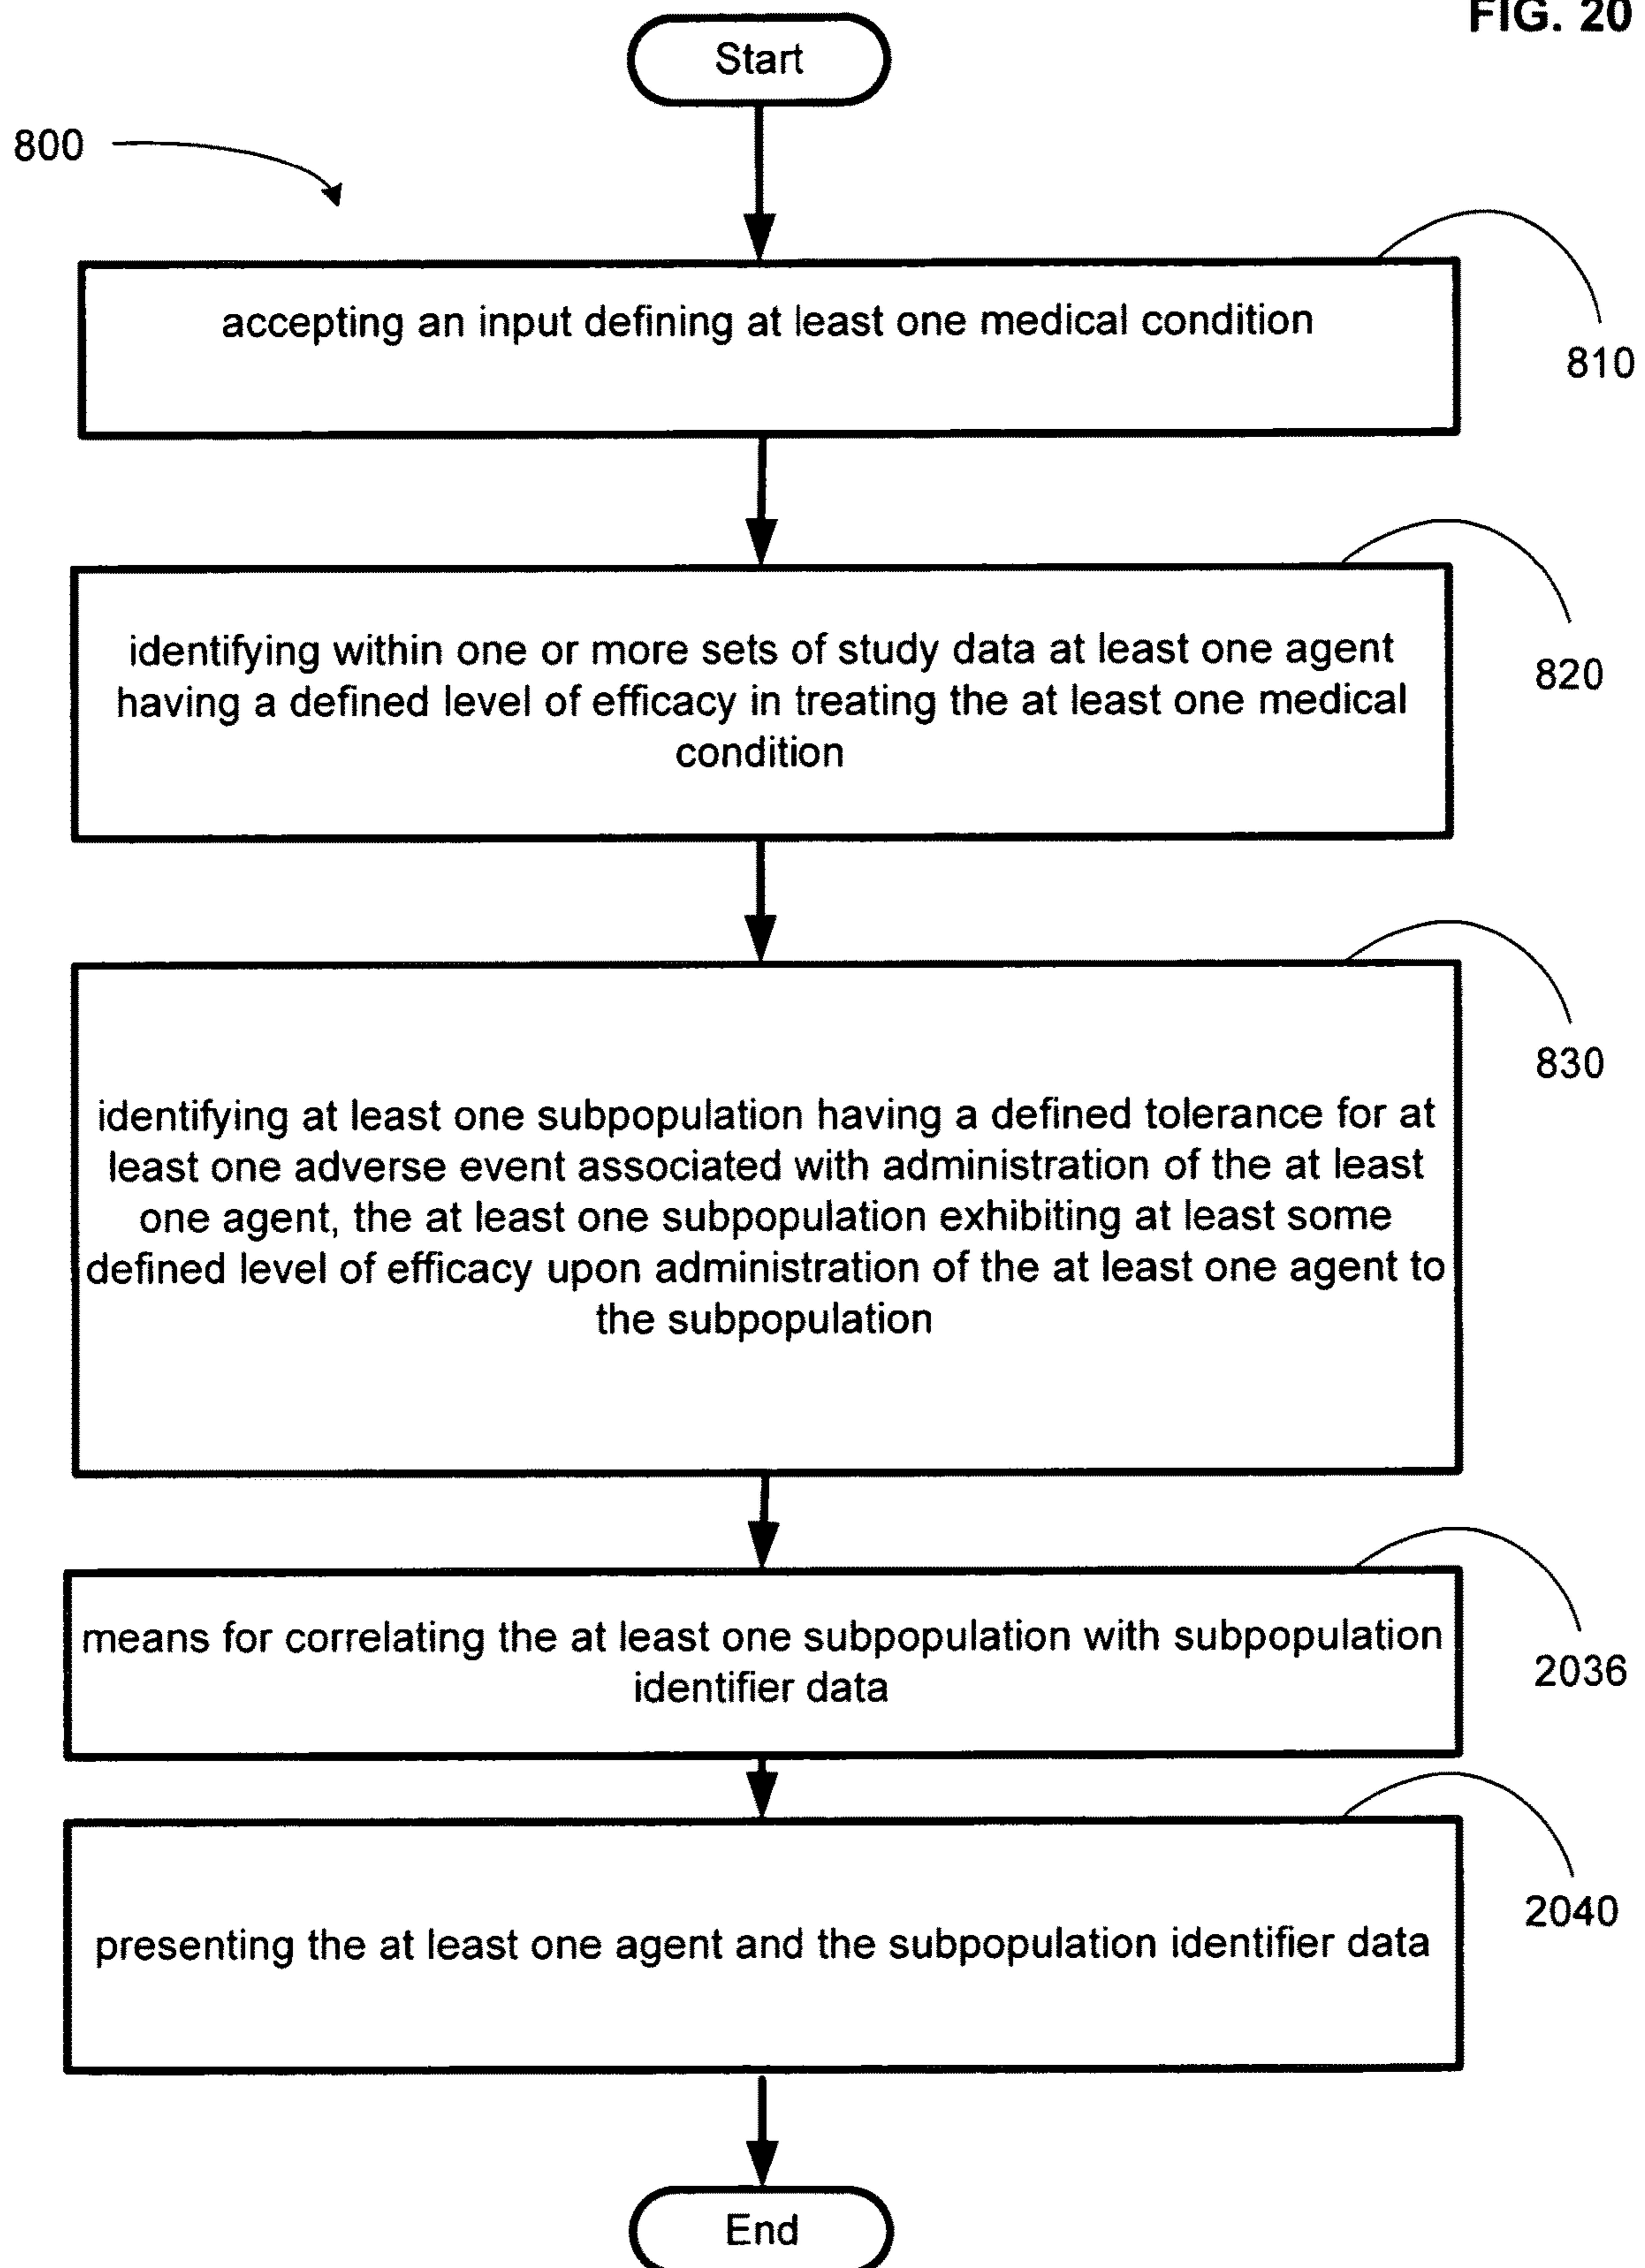 FIG. 20
Start
800
accepting an input defining at least one medical condition
810
identifying within one or more sets of study data at least one agent
having a defined level of efficacy in treating the at least one medical
condition
820
identifying at least one subpopulation having a defined tolerance for at
least one adverse event associated with administration of the at least
one agent, the at least one subpopulation exhibiting at least some
defined level of efficacy upon administration of the at least one agent to
the subpopulation
830
means for correlating the at least one subpopulation with subpopulation
identifier data
2036
presenting the at least one agent and the subpopulation identifier data
2040
End